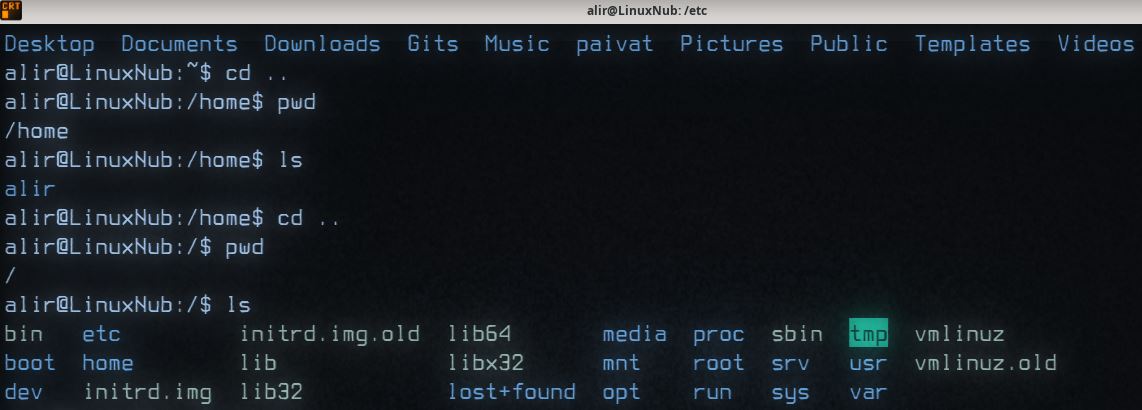 CRT
alir@LinuxNub: /etc
Desktop Documents Downloads Gits Music paivat Pictures Public Templates Videos
alir@LinuxNub:~$ cd ..
alir@LinuxNub:/home$ pwd
/home
alir@LinuxNub:/home$ ls
alir
alir@LinuxNub:/home$ cd ..
alir@LinuxNub:/$ pwd
/
alir@LinuxNub:/$ ls
bin etc initrd.img.old lib64 media proc sbin tmp vmlinuz
boot home lib libx32 mnt root srv usr vmlinuz.old
dev initrd.img lib32 lost+found opt run sys var